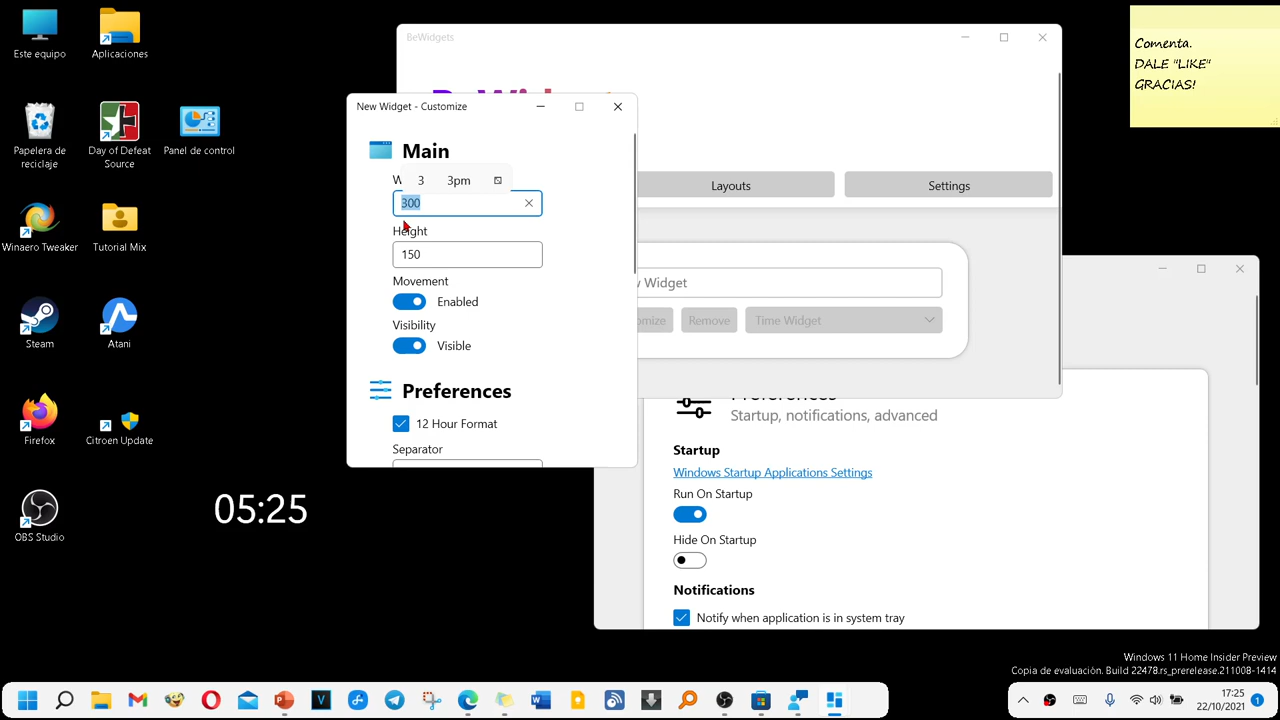 Este equipo
Aplicaciones
Papelera de
reciclaje
Day of Defeat
Source
Panel de control
Winaero Tweaker
Tutorial Mix
Steam
Atani
Firefox
Citroen Update
OBS Studio
05:25
BeWidgets
Layouts
Settings
Widget
Remove
Time Widget
New Widget - Customize
Main
3
3pm
300
Height
150
Movement
Enabled
Visibility
Visible
Preferences
12 Hour Format
Separator
Preferences
Startup, notifications, advanced
Startup
Windows Startup Applications Settings
Run On Startup
Hide On Startup
Notifications
Notify when application is in system tray
Comenta.
DALE "LIKE"
GRACIAS!
Windows 11 Home Insider Preview
Copia de evaluación. Build 22478.rs_prerelease.211008-1414
17:25
22/10/2021
1